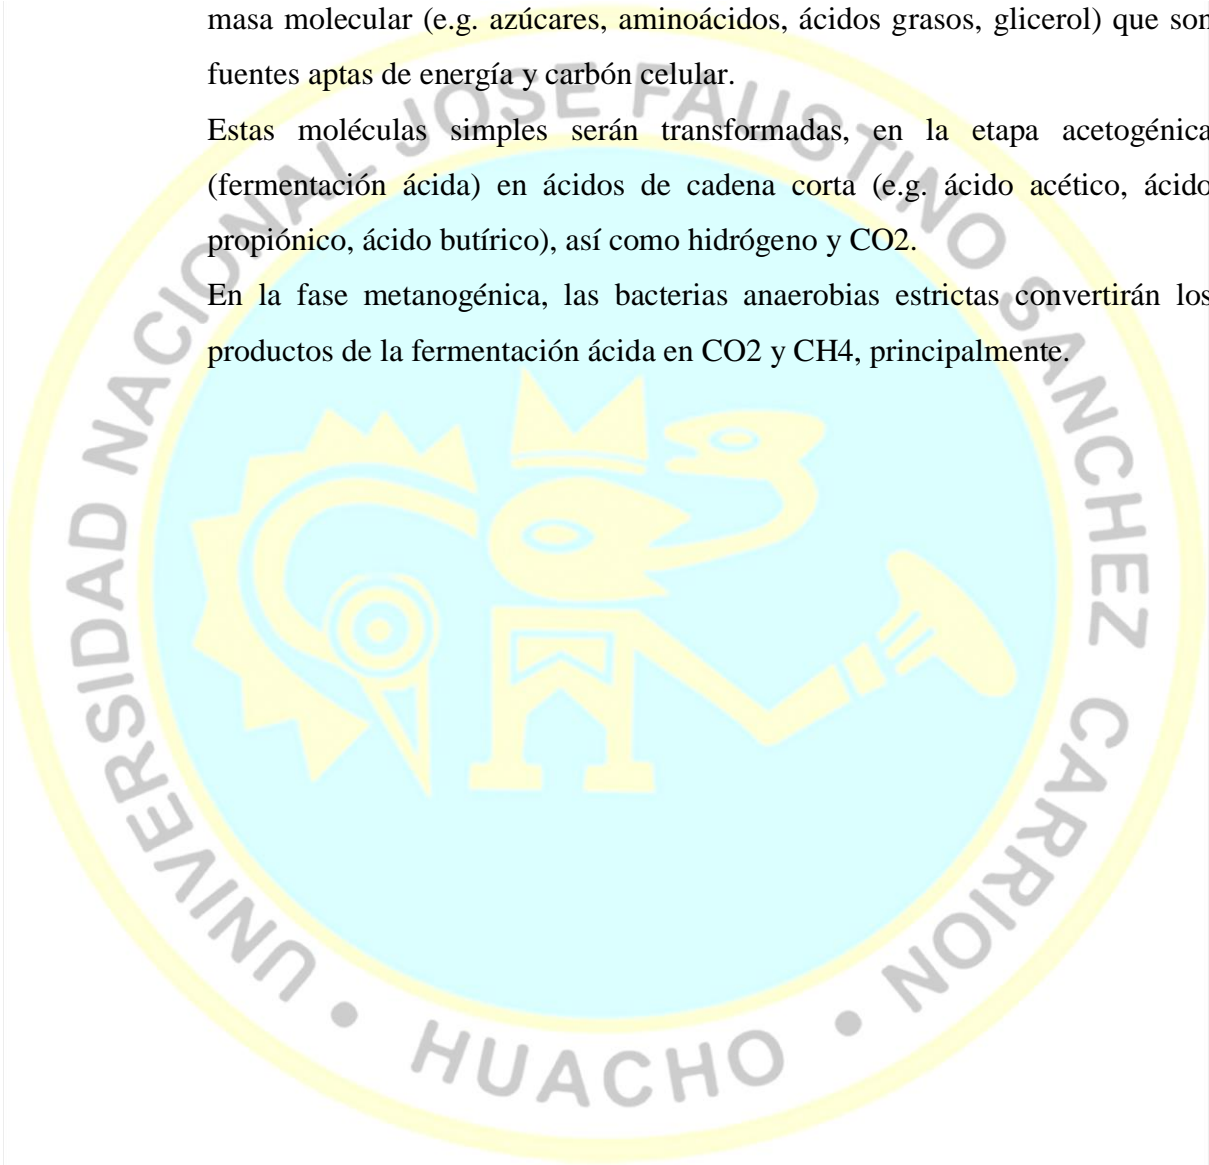 masa molecular (e.g. azúcares, aminoácidos, ácidos grasos, glicerol) que son
fuentes aptas de energía y carbón celular.
Estas moléculas simples serán transformadas, en la etapa acetogénica
(fermentación ácida) en ácidos de cadena corta (e.g. ácido acético, ácido
propiónico, ácido butírico), así como hidrógeno y CO2.
En la fase metanogénica, las bacterias anaerobias estrictas convertirán los
productos de la fermentación ácida en CO2 y CH4, principalmente.
UNIVERSIDAD NACIONAL JOSE FAUSTINO SANCHEZ CARRION
• HUACHO •